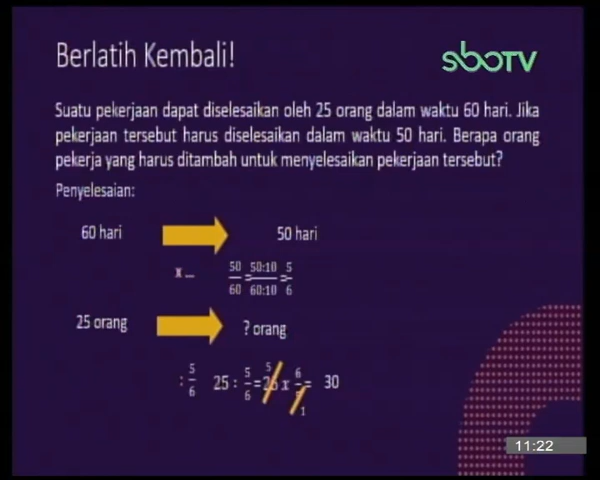 Berlatih Kembali!
sboTV
Suatu pekerjaan dapat diselesaikan oleh 25 orang dalam waktu 60 hari. Jika
pekerjaan tersebut harus diselesaikan dalam waktu 50 hari. Berapa orang
pekerja yang harus ditambah untuk menyelesaikan pekerjaan tersebut?
Penyelesaian:
60 hari 50 hari
x _ 50/60 = 50:10/60:10 = 5/6
25 orang ? orang
: 5/6 25 : 5/6 = 25 x 6/5 = 30
5
1
11:22